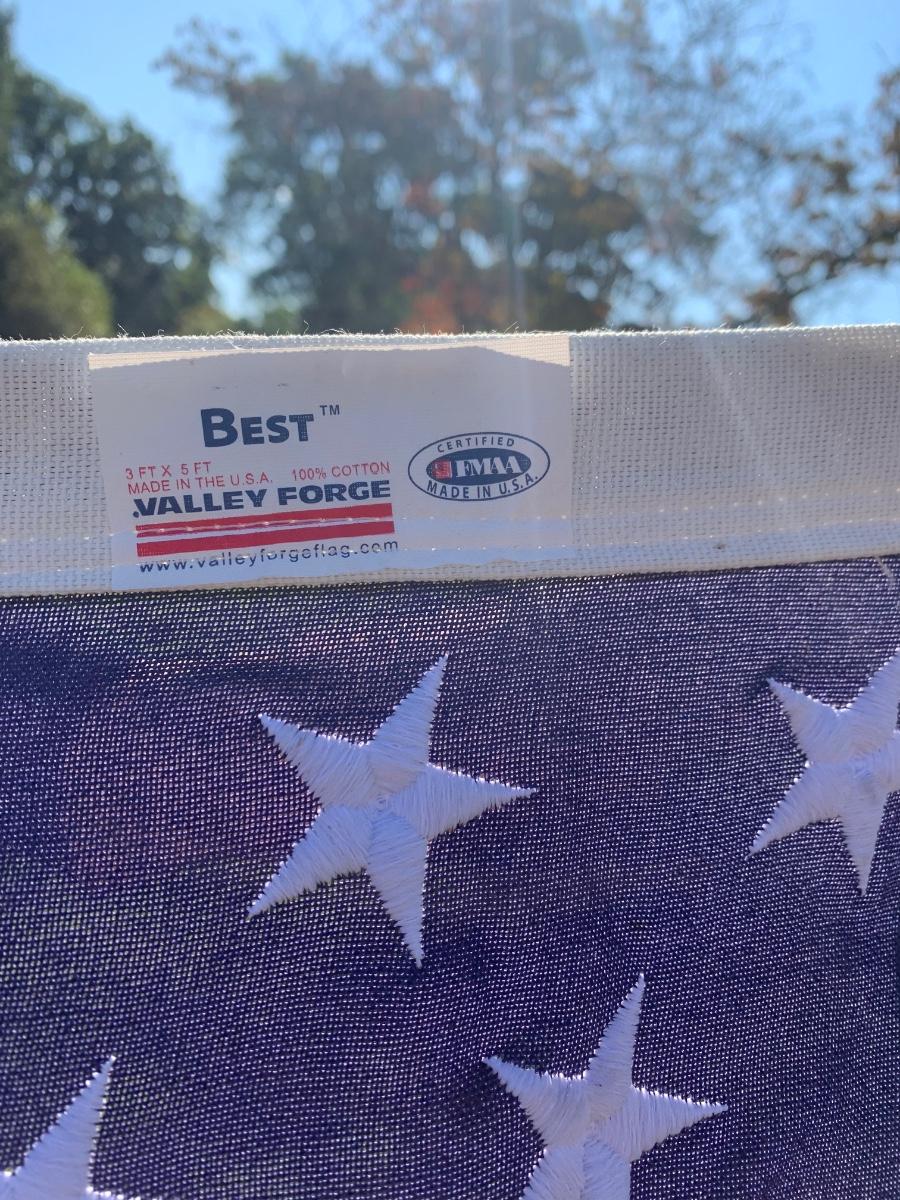 BEST™
3 FT X 5 FT
MADE IN THE U.S.A. 100% COTTON
VALLEY FORGE
www.valleyforgeflag.com
CERTIFIED
FMAA
MADE IN U.S.A.